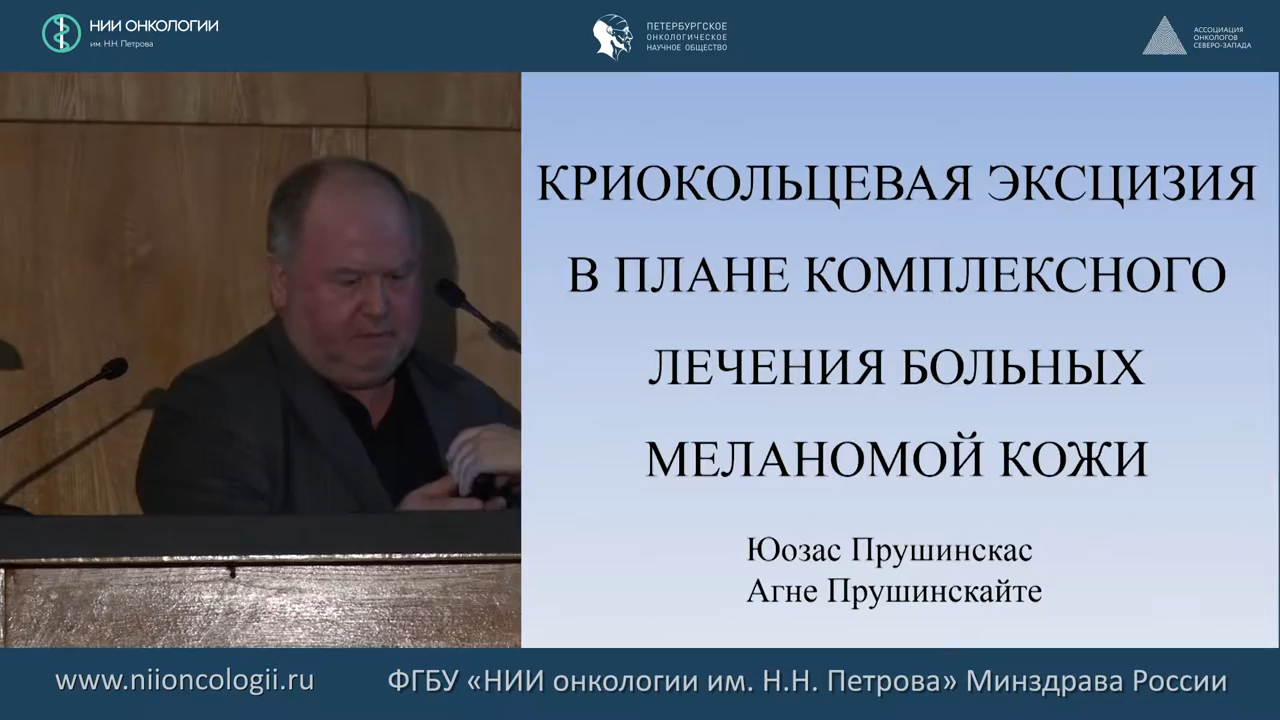 НИИ ОНКОЛОГИИ
им. Н.Н. Петрова
ПЕТЕРБУРГСКОЕ
ОНКОЛОГИЧЕСКОЕ
НАУЧНОЕ ОБЩЕСТВО
АССОЦИАЦИЯ
ОНКОЛОГОВ
СЕВЕРО-ЗАПАДА
КРИОКОЛЬЦЕВАЯ ЭКСЦИЗИЯ
В ПЛАНЕ КОМПЛЕКСНОГО
ЛЕЧЕНИЯ БОЛЬНЫХ
МЕЛАНОМОЙ КОЖИ
Юозас Прушинскас
Агне Прушинскайте
www.niioncologii.ru
ФГБУ «НИИ онкологии им. Н.Н. Петрова» Минздрава России